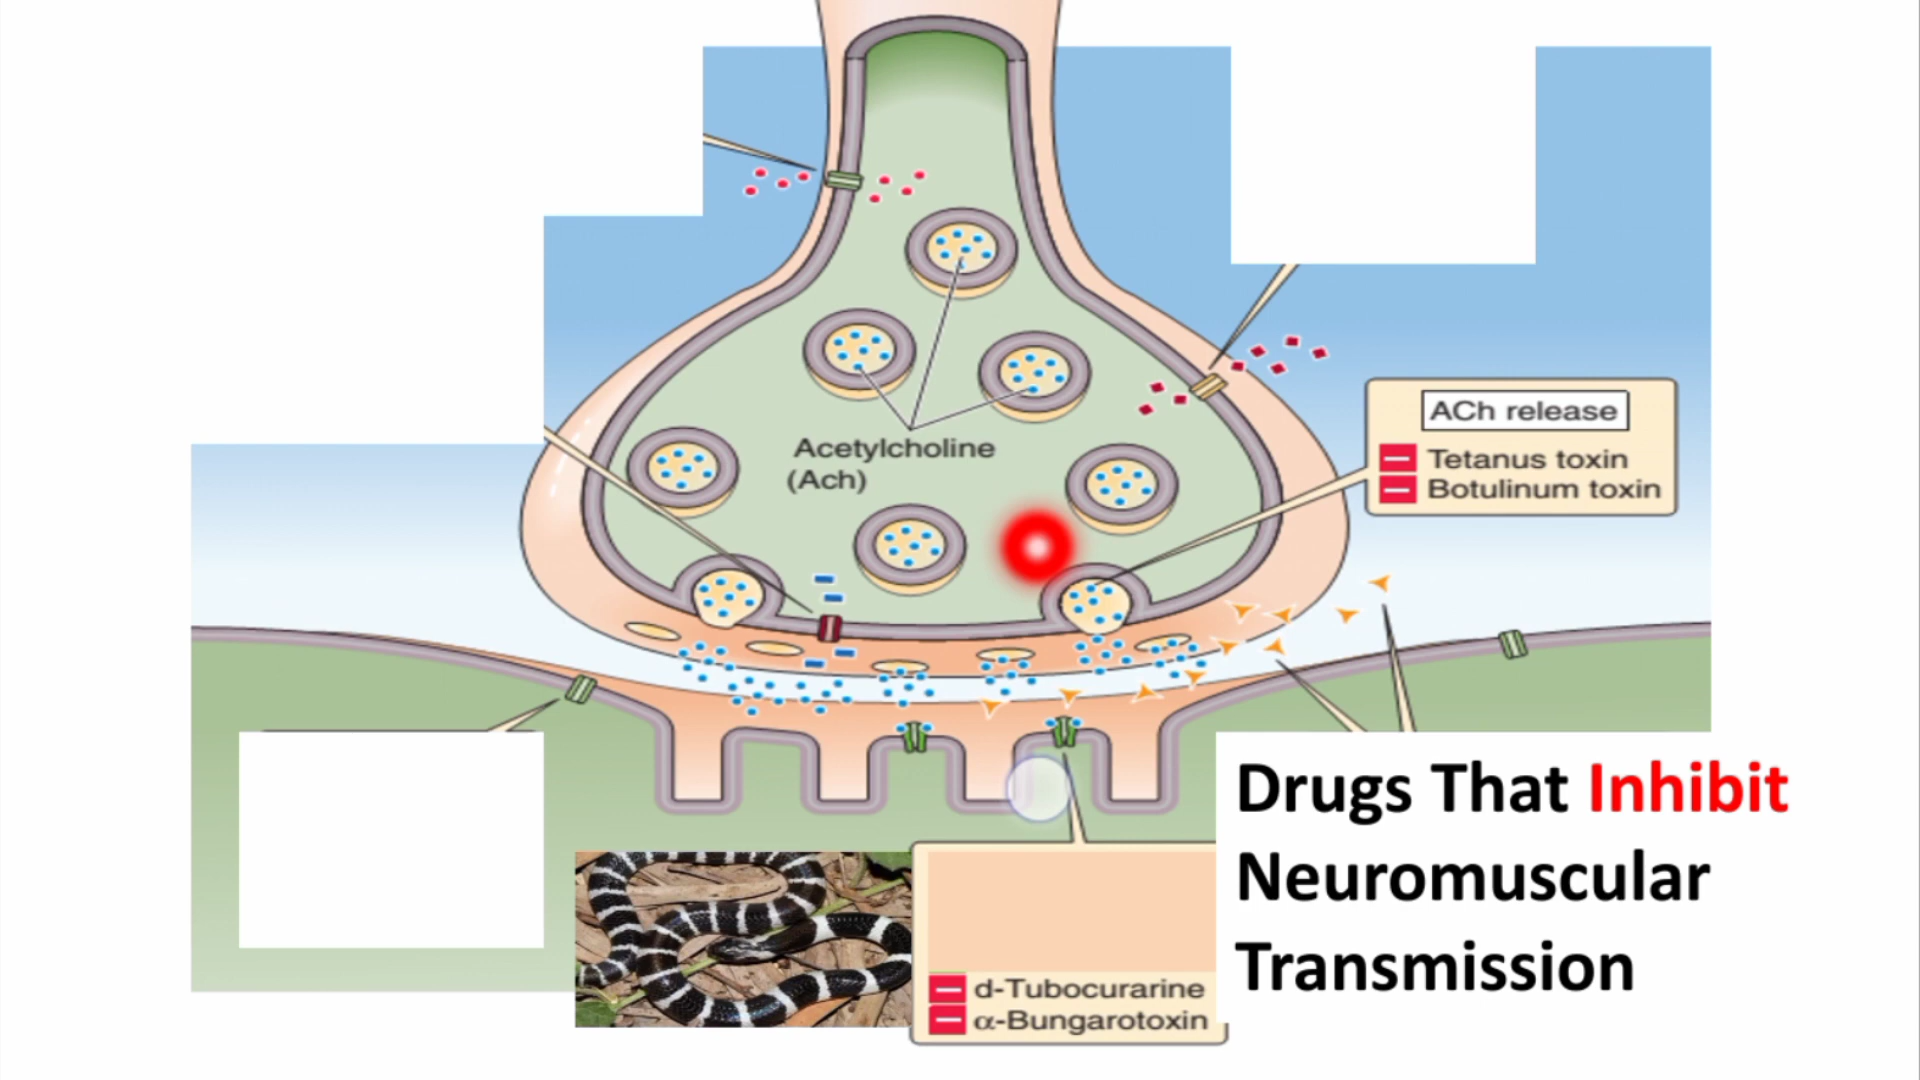 Acetylcholine
(Ach)
ACh release
Tetanus toxin
Botulinum toxin
d-Tubocurarine
α-Bungarotoxin
Drugs That Inhibit
Neuromuscular
Transmission